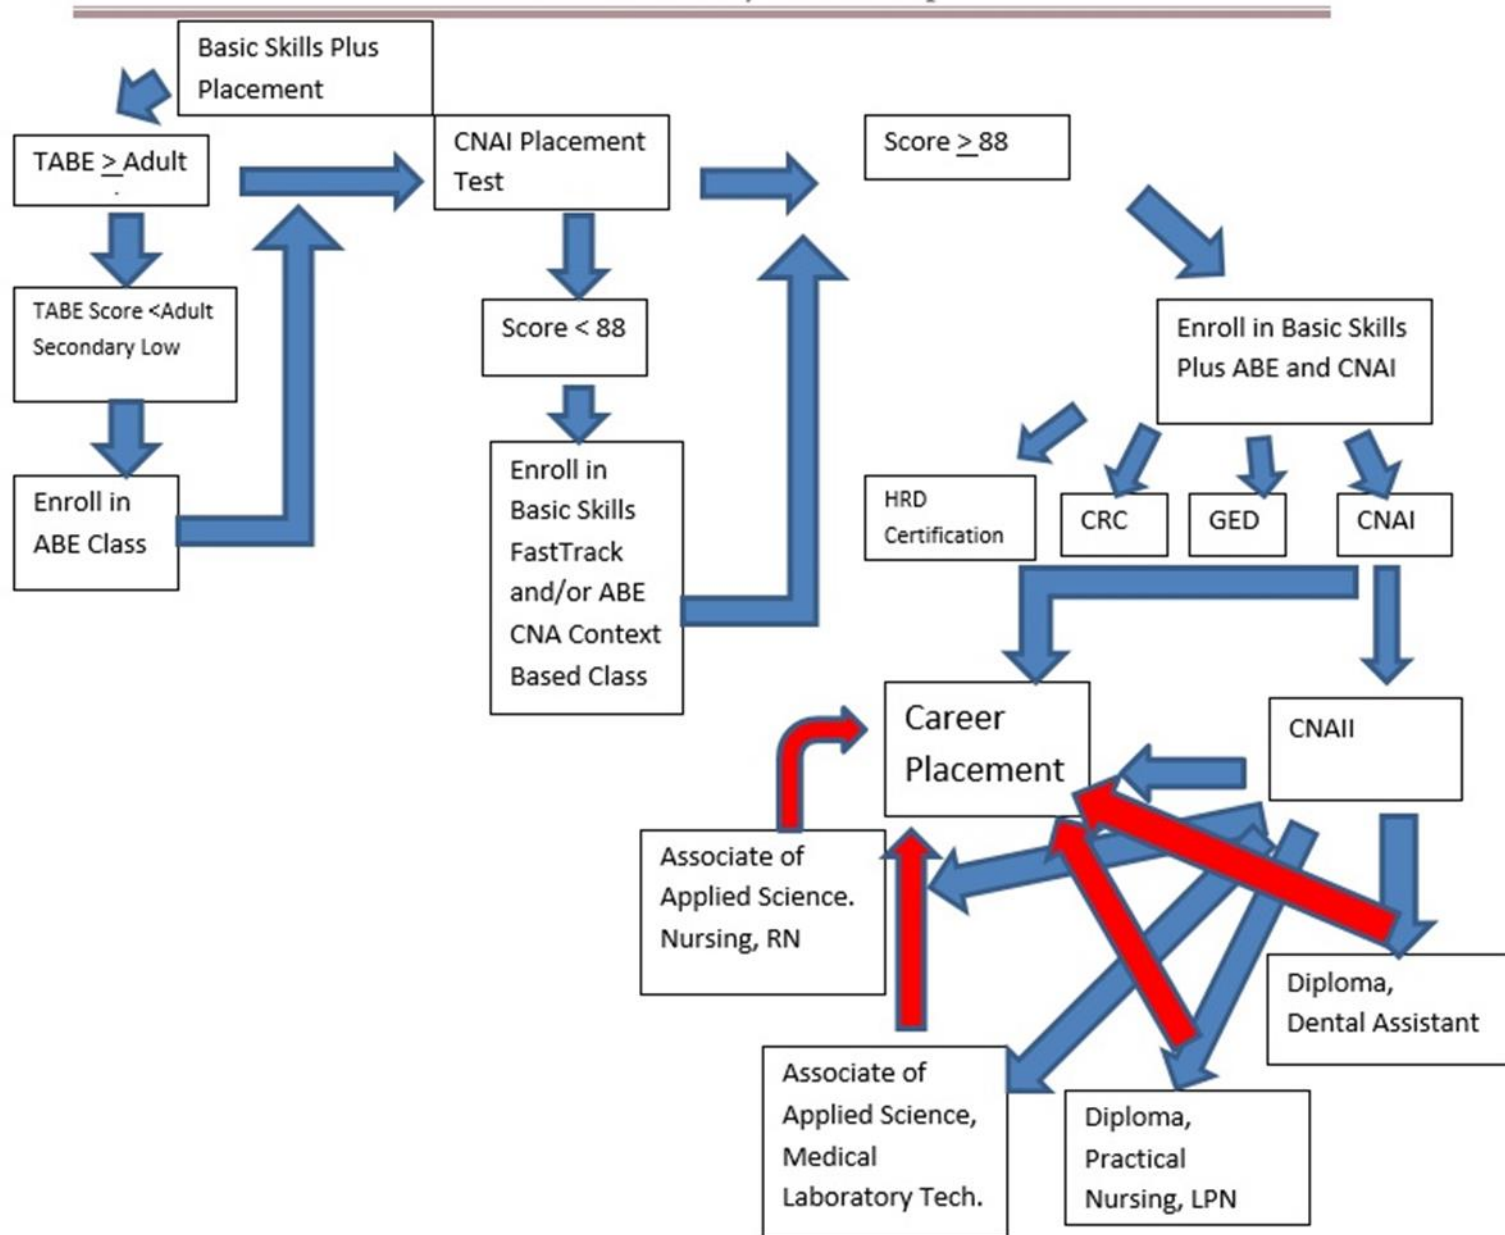 Basic Skills Plus
Placement
TABE ≥ Adult
.
CNAI Placement
Test
Score ≥ 88
TABE Score <Adult
Secondary Low
Score < 88
Enroll in Basic Skills
Plus ABE and CNAI
Enroll in
ABE Class
Enroll in
Basic Skills
FastTrack
and/or ABE
CNA Context
Based Class
HRD
Certification
CRC
GED
CNAI
Career
Placement
CNAII
Associate of
Applied Science.
Nursing, RN
Diploma,
Dental Assistant
Associate of
Applied Science,
Medical
Laboratory Tech.
Diploma,
Practical
Nursing, LPN